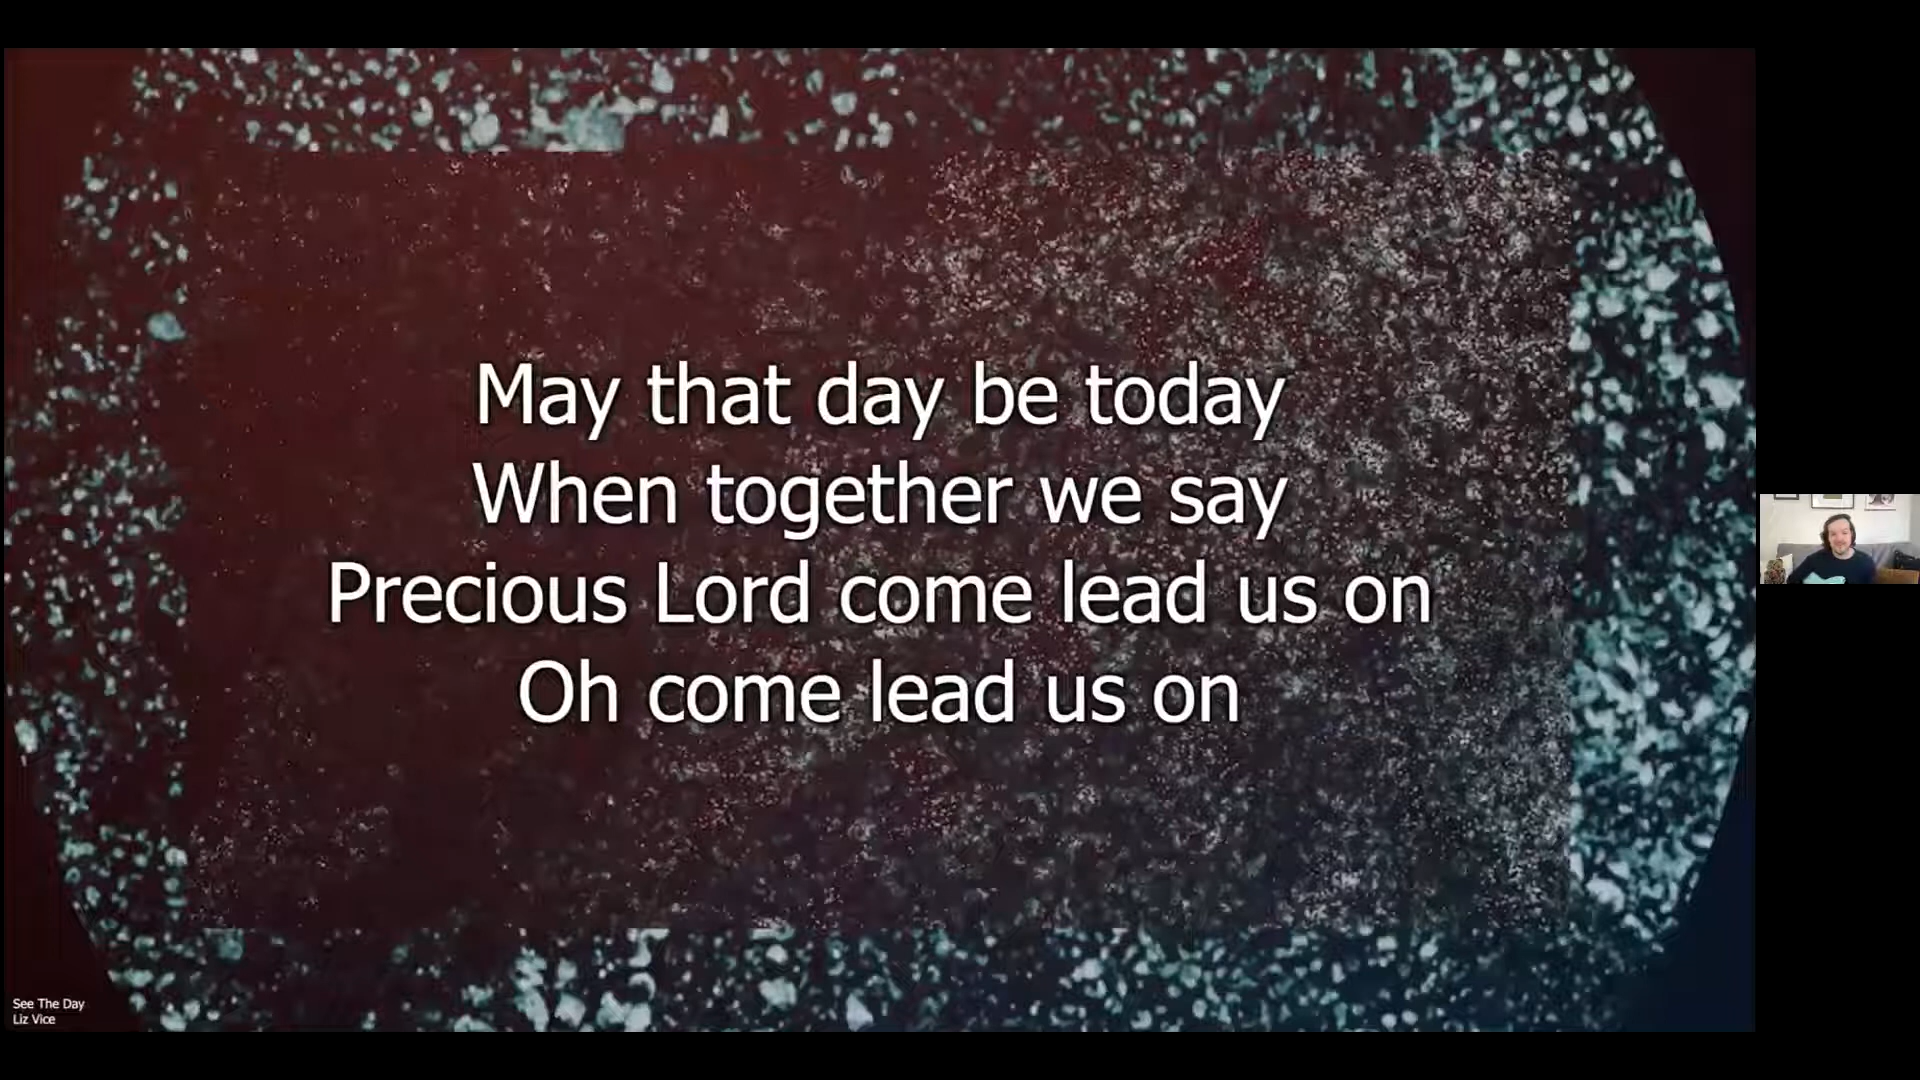 May that day be today
When together we say
Precious Lord come lead us on
Oh come lead us on
See The Day
Liz Vice